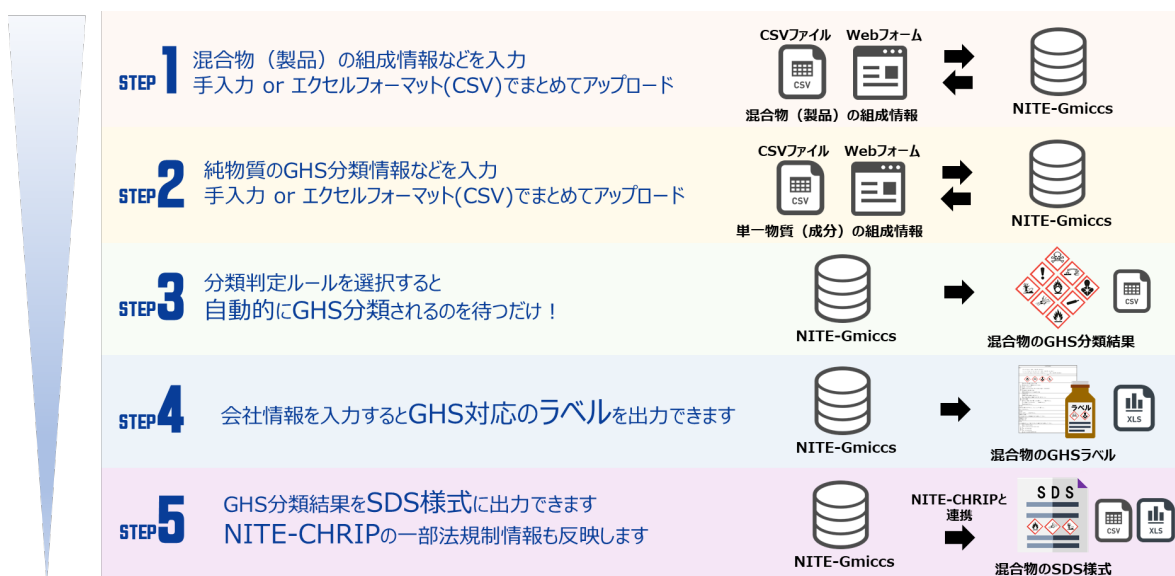 STEP 1
混合物（製品）の組成情報などを入力
手入力 or エクセルフォーマット(CSV)でまとめてアップロード
CSVファイル Webフォーム
CSV
混合物（製品）の組成情報
NITE-Gmiccs
STEP 2
純物質のGHS分類情報などを入力
手入力 or エクセルフォーマット(CSV)でまとめてアップロード
CSVファイル Webフォーム
CSV
単一物質（成分）の組成情報
NITE-Gmiccs
STEP 3
分類判定ルールを選択すると
自動的にGHS分類されるのを待つだけ！
NITE-Gmiccs
CSV
混合物のGHS分類結果
STEP 4
会社情報を入力するとGHS対応のラベルを出力できます
NITE-Gmiccs
ラベル
XLS
混合物のGHSラベル
STEP 5
GHS分類結果をSDS様式に出力できます
NITE-CHRIPの一部法規制情報も反映します
NITE-Gmiccs
NITE-CHRIPと
連携
SDS
CSV
XLS
混合物のSDS様式